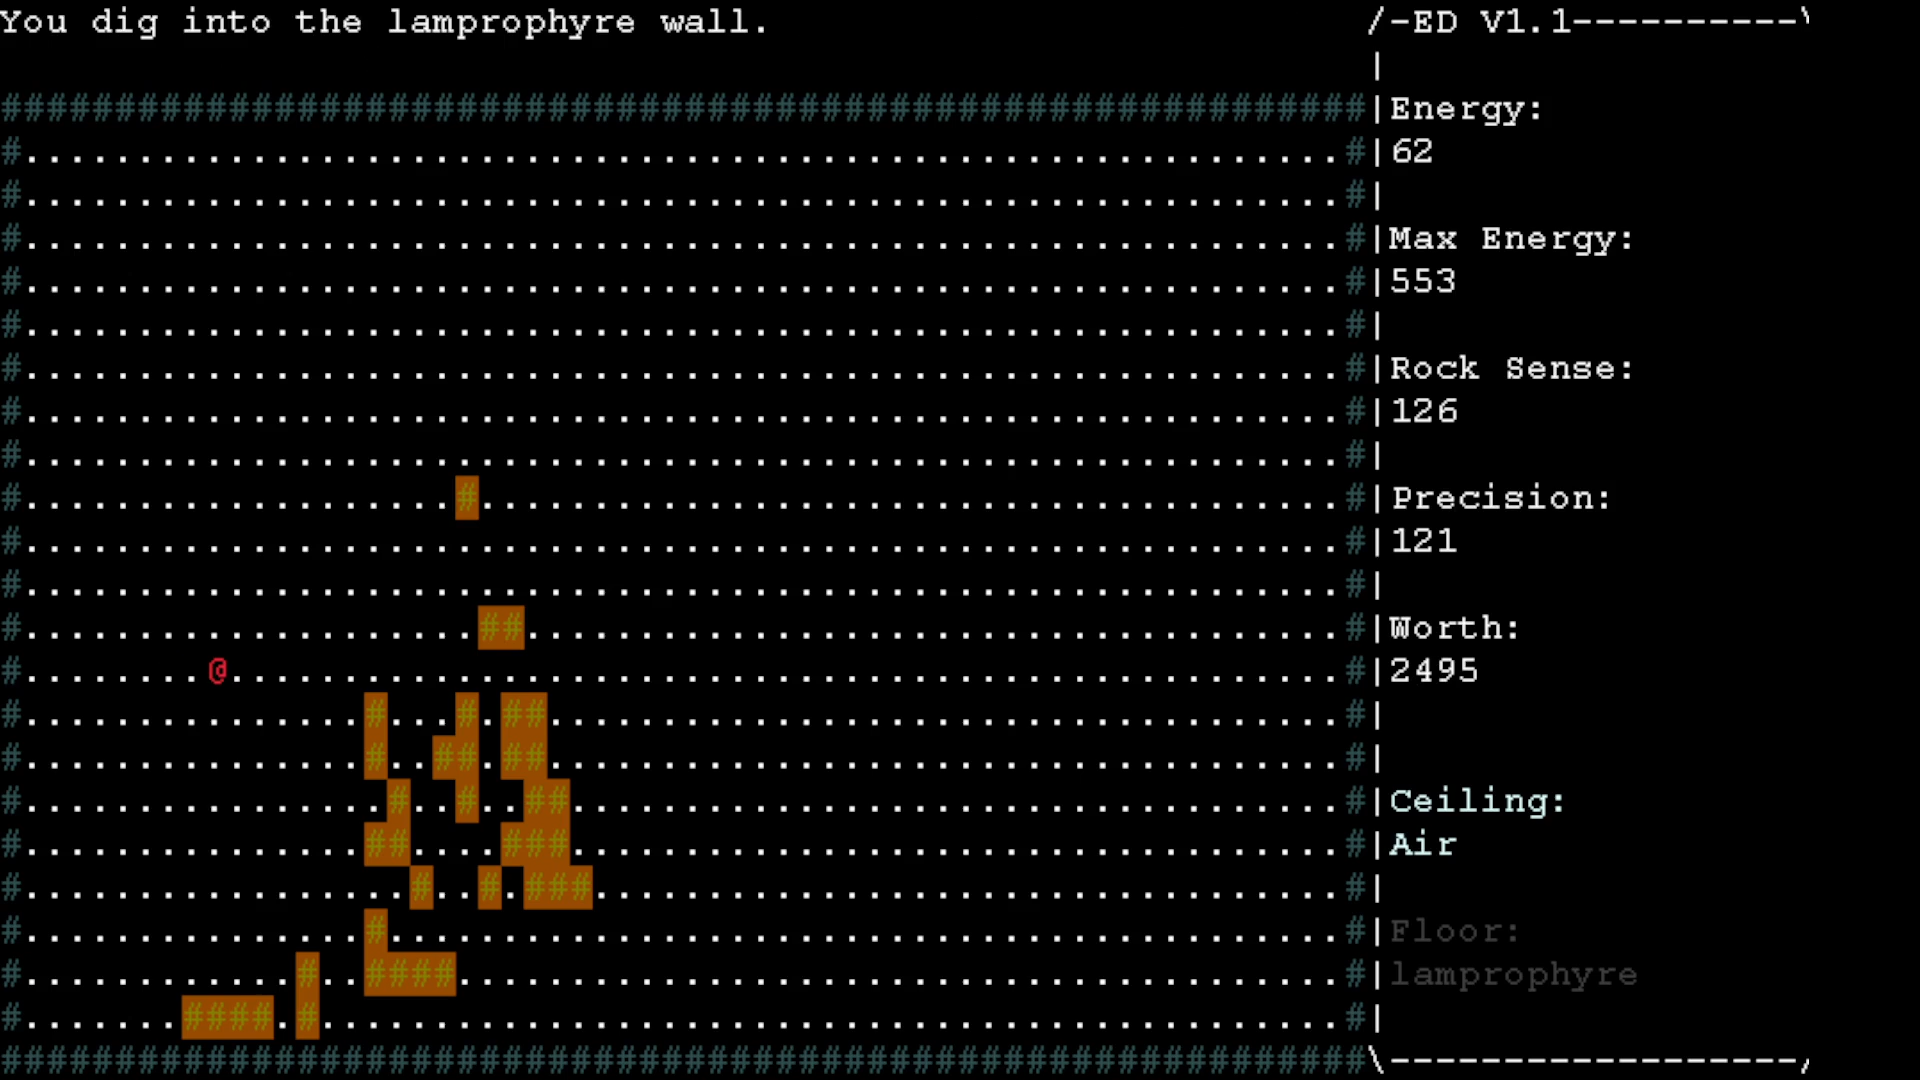 You dig into the lamprophyre wall. /-ED V1.1----------\
|
############################################################|Energy:
#..........................................................#|62
#..........................................................#|
#..........................................................#|Max Energy:
#..........................................................#|553
#..........................................................#|
#..........................................................#|Rock Sense:
#..........................................................#|126
#..........................................................#|
#...................#......................................#|Precision:
#..........................................................#|121
#..........................................................#|
#....................##....................................#|Worth:
#........@.................................................#|2495
#...............#...#.##...................................#|
#...............#..##.##...................................#|
#................#..#..##..................................#|Ceiling:
#...............##....###..................................#|Air
#.................#..#.###.................................#|
#...............#..........................................#|Floor:
#............#..####.......................................#|lamprophyre
#.......####.#.............................................#|
############################################################\------------------/